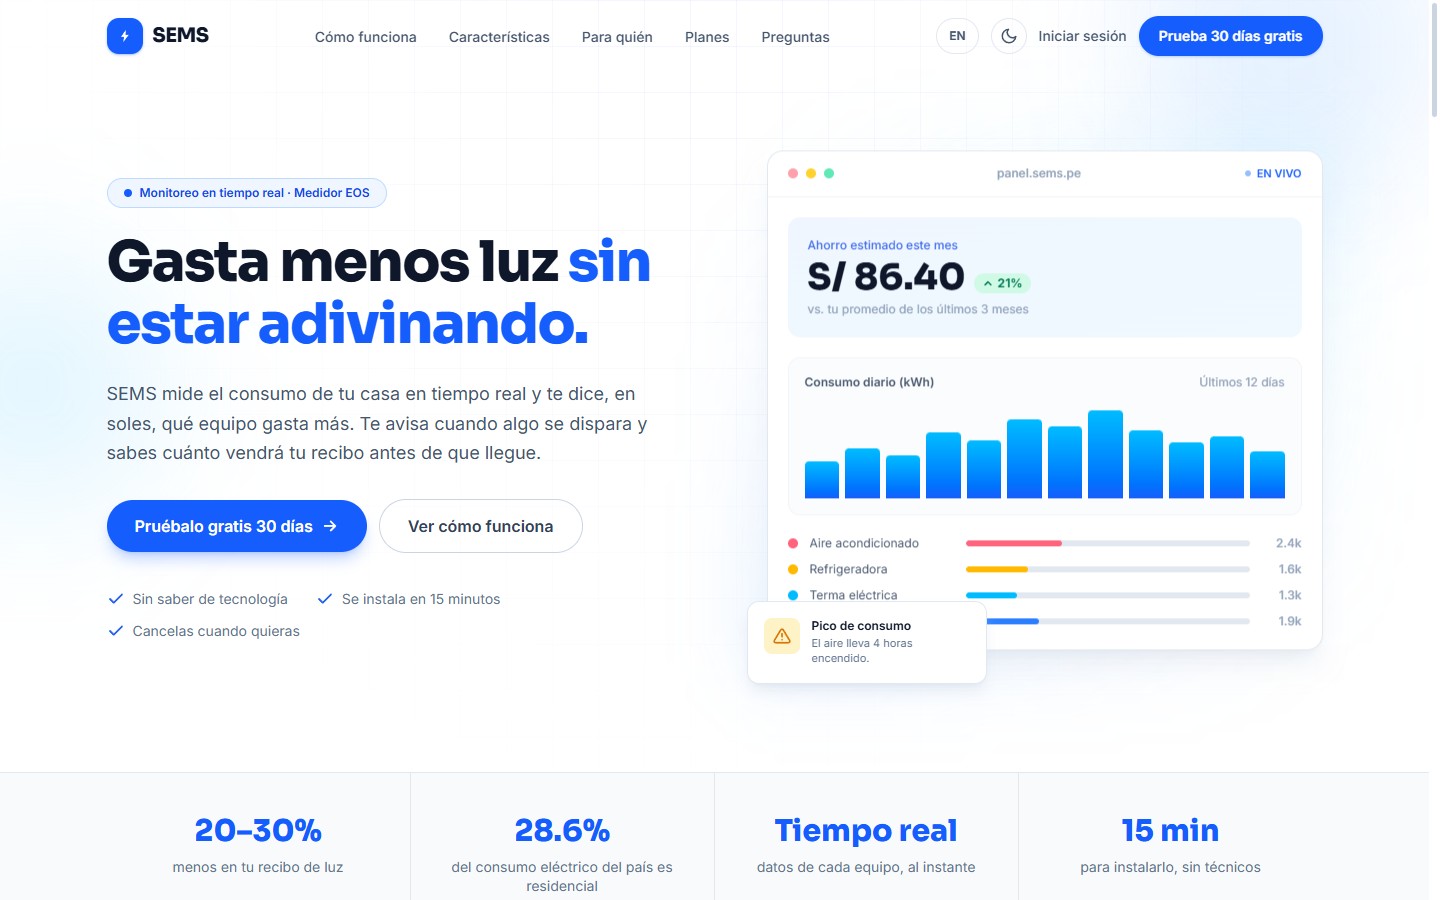 SEMS
Cómo funciona
Características
Para quién
Planes
Preguntas
EN
Iniciar sesión
Prueba 30 días gratis
Monitoreo en tiempo real · Medidor EOS
Gasta menos luz sin
estar adivinando.
SEMS mide el consumo de tu casa en tiempo real y te dice, en
soles, qué equipo gasta más. Te avisa cuando algo se dispara y
sabes cuánto vendrá tu recibo antes de que llegue.
Pruébalo gratis 30 días →
Ver cómo funciona
Sin saber de tecnología
Se instala en 15 minutos
Cancelas cuando quieras
panel.sems.pe
EN VIVO
Ahorro estimado este mes
S/ 86.40
21%
vs. tu promedio de los últimos 3 meses
Consumo diario (kWh)
Últimos 12 días
Aire acondicionado
2.4k
Refrigeradora
1.6k
Terma eléctrica
1.3k
1.9k
Pico de consumo
El aire lleva 4 horas
encendido.
20–30%
menos en tu recibo de luz
28.6%
del consumo eléctrico del país es
residencial
Tiempo real
datos de cada equipo, al instante
15 min
para instalarlo, sin técnicos